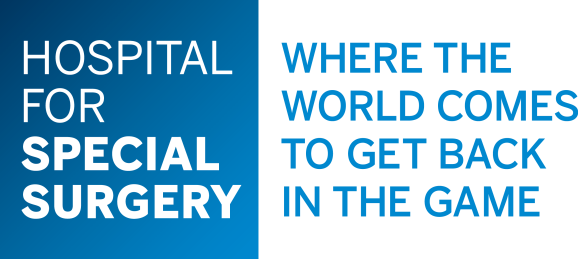 HOSPITAL
FOR
SPECIAL
SURGERY
WHERE THE
WORLD COMES
TO GET BACK
IN THE GAME